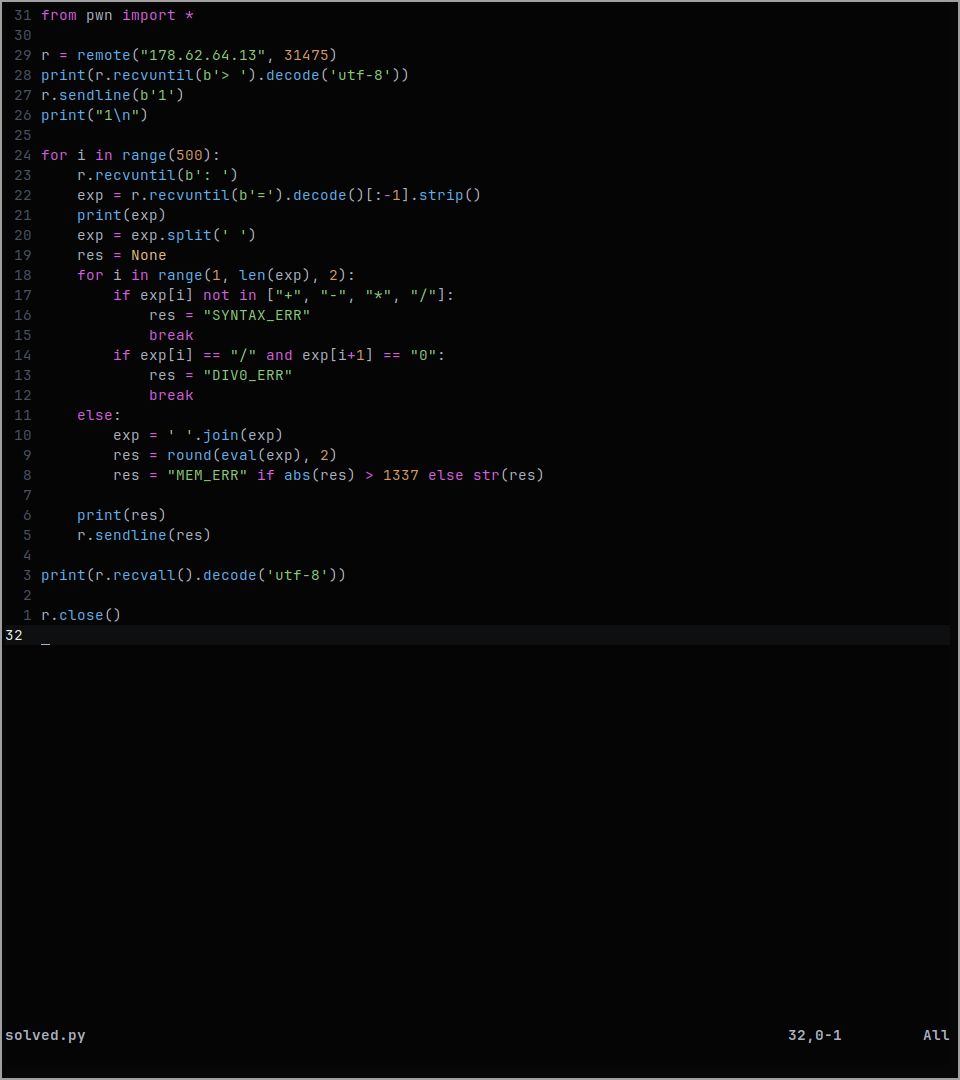 31 from pwn import *
30
29 r = remote("178.62.64.13", 31475)
28 print(r.recvuntil(b'> ').decode('utf-8'))
27 r.sendline(b'1')
26 print("1\n")
25
24 for i in range(500):
23     r.recvuntil(b': ')
22     exp = r.recvuntil(b'=').decode()[:-1].strip()
21     print(exp)
20     exp = exp.split(' ')
19     res = None
18     for i in range(1, len(exp), 2):
17         if exp[i] not in ["+", "-", "*", "/"]:
16             res = "SYNTAX_ERR"
15             break
14         if exp[i] == "/" and exp[i+1] == "0":
13             res = "DIV0_ERR"
12             break
11     else:
10         exp = ' '.join(exp)
9         res = round(eval(exp), 2)
8         res = "MEM_ERR" if abs(res) > 1337 else str(res)
7
6     print(res)
5     r.sendline(res)
4
3 print(r.recvall().decode('utf-8'))
2
1 r.close()
32
solved.py 32,0-1 All